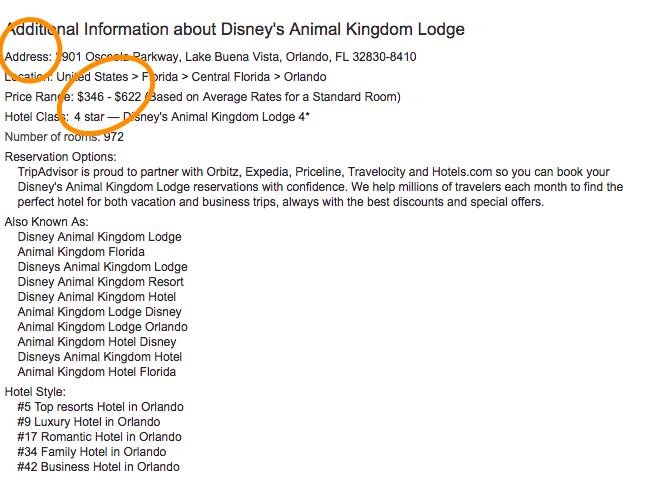 Additional Information about Disney's Animal Kingdom Lodge
Address: 2901 Osceola Parkway, Lake Buena Vista, Orlando, FL 32830-8410
Location: United States > Florida > Central Florida > Orlando
Price Range: $346 - $622 (Based on Average Rates for a Standard Room)
Hotel Class: 4 star — Disney's Animal Kingdom Lodge 4*
Number of rooms: 972
Reservation Options:
TripAdvisor is proud to partner with Orbitz, Expedia, Priceline, Travelocity and Hotels.com so you can book your
Disney's Animal Kingdom Lodge reservations with confidence. We help millions of travelers each month to find the
perfect hotel for both vacation and business trips, always with the best discounts and special offers.
Also Known As:
Disney Animal Kingdom Lodge
Animal Kingdom Florida
Disneys Animal Kingdom Lodge
Disney Animal Kingdom Resort
Disney Animal Kingdom Hotel
Animal Kingdom Lodge Disney
Animal Kingdom Lodge Orlando
Animal Kingdom Hotel Disney
Disneys Animal Kingdom Hotel
Animal Kingdom Hotel Florida
Hotel Style:
#5 Top resorts Hotel in Orlando
#9 Luxury Hotel in Orlando
#17 Romantic Hotel in Orlando
#34 Family Hotel in Orlando
#42 Business Hotel in Orlando